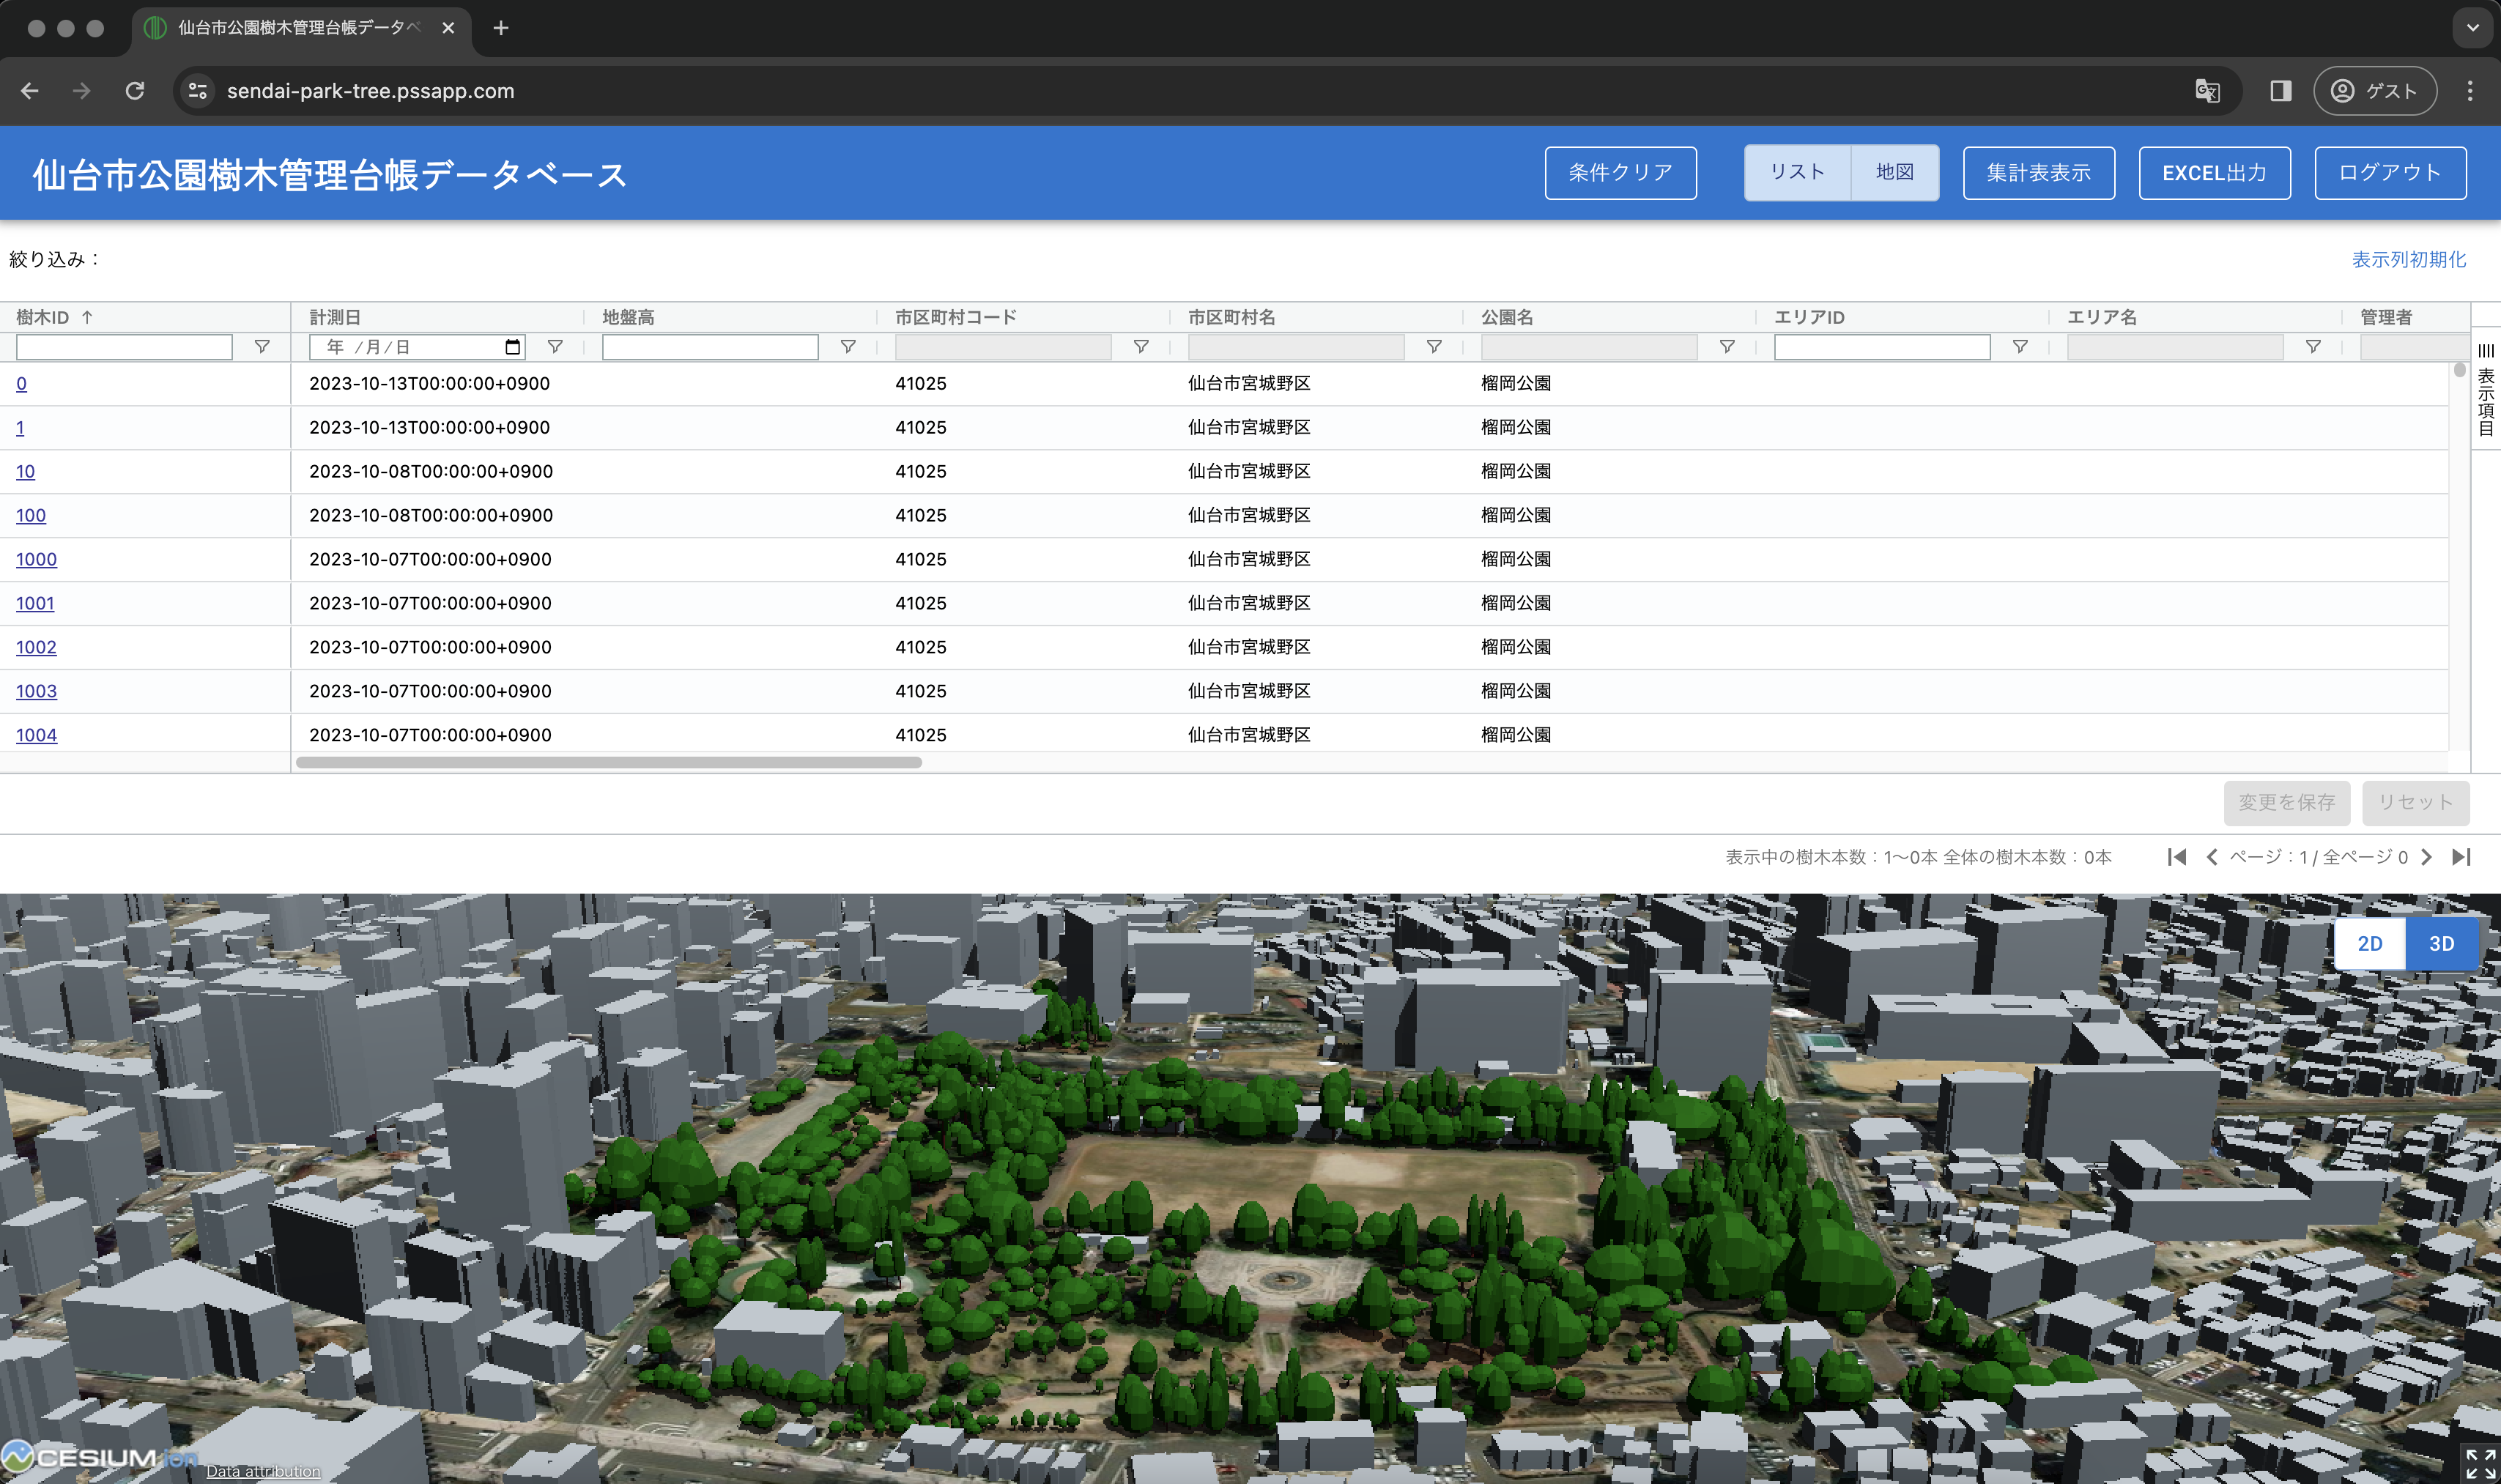 仙台市公園樹木管理台帳データベ
sendai-park-tree.pssapp.com
ゲスト
仙台市公園樹木管理台帳データベース
条件クリア リスト 地図 集計表表示 EXCEL出力 ログアウト
絞り込み：
表示列初期化
樹木ID ↑ 計測日 地盤高 市区町村コード 市区町村名 公園名 エリアID エリア名 管理者
年 /月/日
0 2023-10-13T00:00:00+0900 41025 仙台市宮城野区 榴岡公園
1 2023-10-13T00:00:00+0900 41025 仙台市宮城野区 榴岡公園
10 2023-10-08T00:00:00+0900 41025 仙台市宮城野区 榴岡公園
100 2023-10-08T00:00:00+0900 41025 仙台市宮城野区 榴岡公園
1000 2023-10-07T00:00:00+0900 41025 仙台市宮城野区 榴岡公園
1001 2023-10-07T00:00:00+0900 41025 仙台市宮城野区 榴岡公園
1002 2023-10-07T00:00:00+0900 41025 仙台市宮城野区 榴岡公園
1003 2023-10-07T00:00:00+0900 41025 仙台市宮城野区 榴岡公園
1004 2023-10-07T00:00:00+0900 41025 仙台市宮城野区 榴岡公園
表示項目
変更を保存 リセット
表示中の樹木本数：1〜0本 全体の樹木本数：0本 ページ：1 / 全ページ 0
2D 3D
CESIUM ion
Data attribution